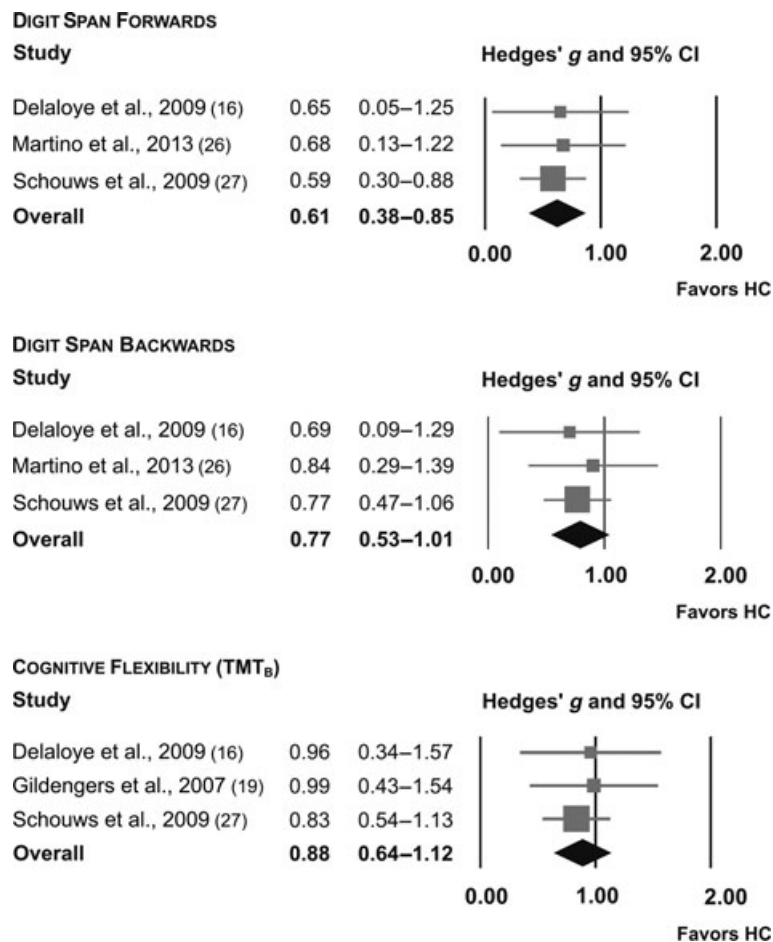 DIGIT SPAN FORWARDS
Study Hedges' g and 95% CI
Delaloye et al., 2009 (16) 0.65 0.05–1.25
Martino et al., 2013 (26) 0.68 0.13–1.22
Schouws et al., 2009 (27) 0.59 0.30–0.88
Overall 0.61 0.38–0.85
0.00 1.00 2.00
Favors HC
DIGIT SPAN BACKWARDS
Study Hedges' g and 95% CI
Delaloye et al., 2009 (16) 0.69 0.09–1.29
Martino et al., 2013 (26) 0.84 0.29–1.39
Schouws et al., 2009 (27) 0.77 0.47–1.06
Overall 0.77 0.53–1.01
0.00 1.00 2.00
Favors HC
COGNITIVE FLEXIBILITY (TMTB)
Study Hedges' g and 95% CI
Delaloye et al., 2009 (16) 0.96 0.34–1.57
Gildengers et al., 2007 (19) 0.99 0.43–1.54
Schouws et al., 2009 (27) 0.83 0.54–1.13
Overall 0.88 0.64–1.12
0.00 1.00 2.00
Favors HC